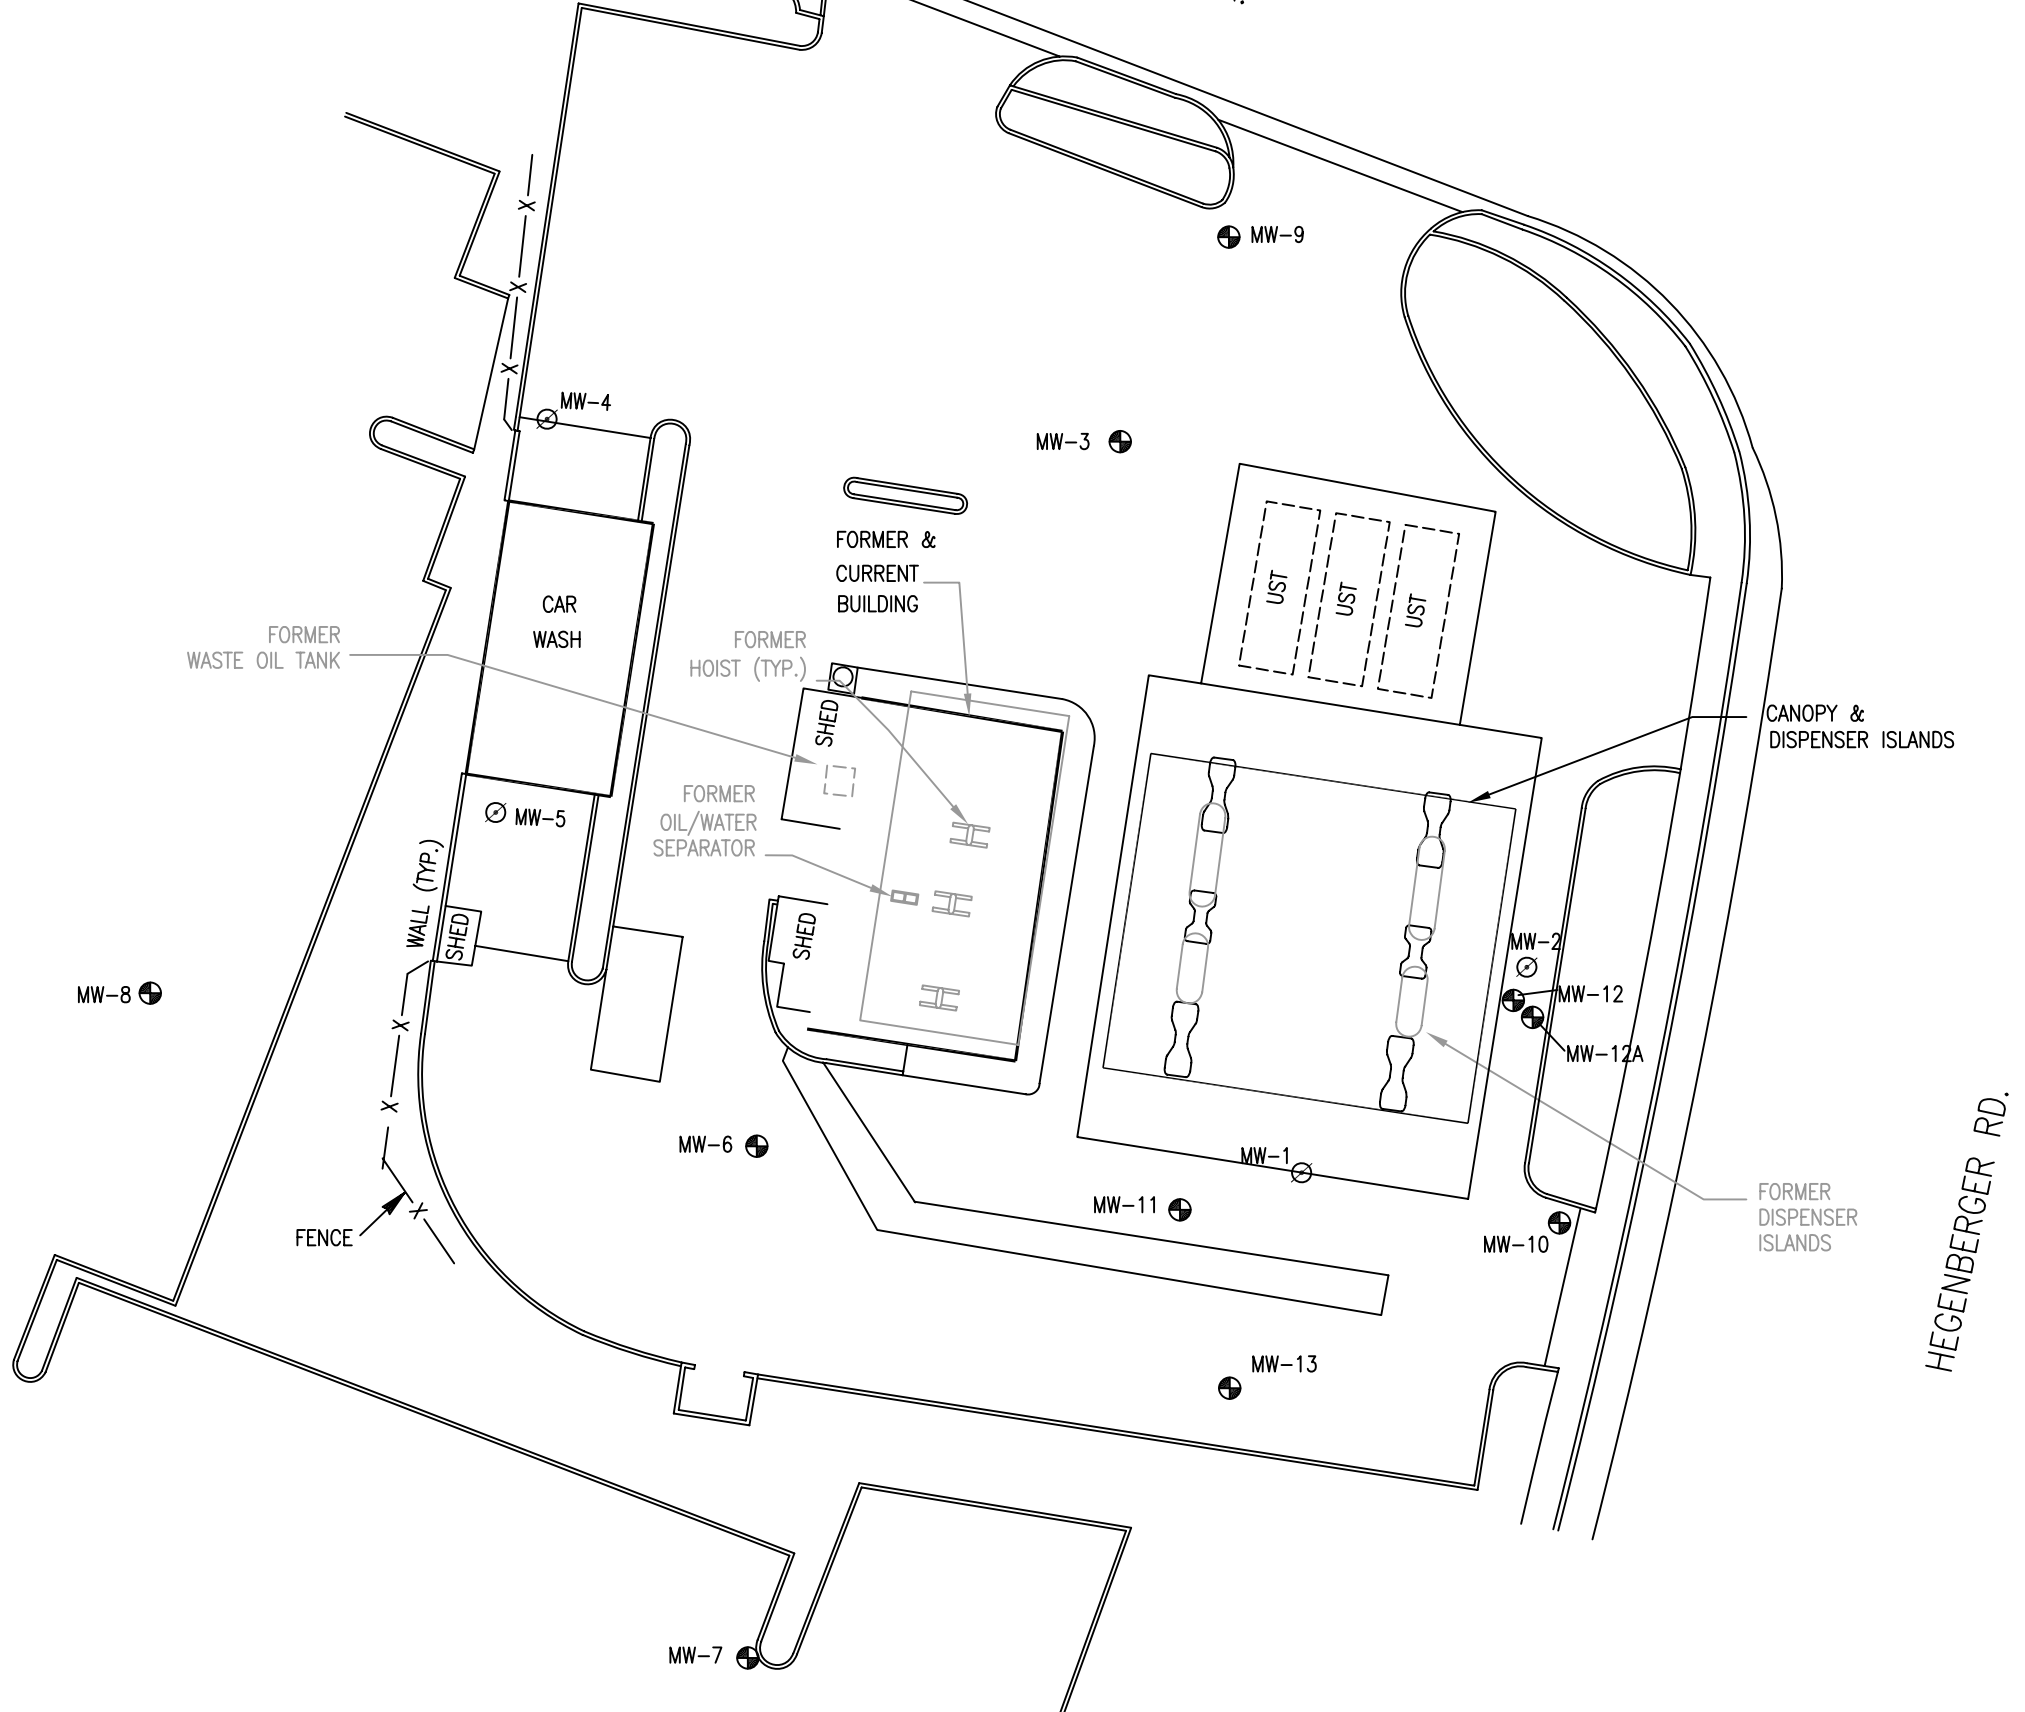 MW-9
MW-4
MW-3
FORMER &
CURRENT
BUILDING
UST
UST
UST
CAR
WASH
FORMER
WASTE OIL TANK
FORMER
HOIST (TYP.)
SHED
CANOPY &
DISPENSER ISLANDS
MW-5
FORMER
OIL/WATER
SEPARATOR
WALL (TYP.)
SHED
SHED
MW-2
MW-8
MW-12
MW-12A
MW-6
MW-1
MW-11
FORMER
DISPENSER
ISLANDS
MW-10
FENCE
X
X
X
X
X
X
HEGENBERGER RD.
MW-13
MW-7